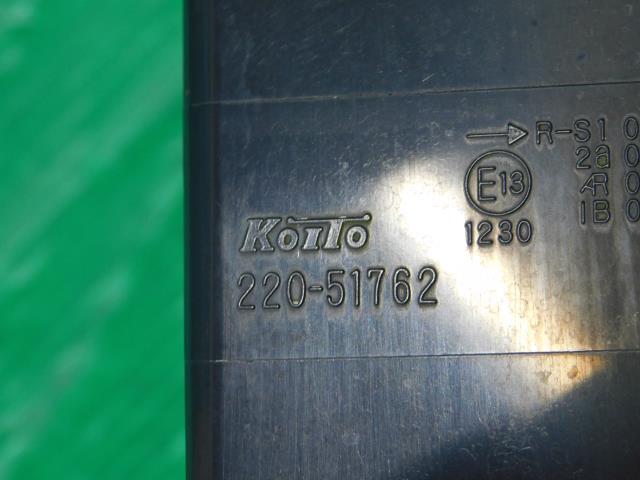 → R-S1 0
2a 0
AR 0
IB 0
E13
1230
KoiTo
220-51762